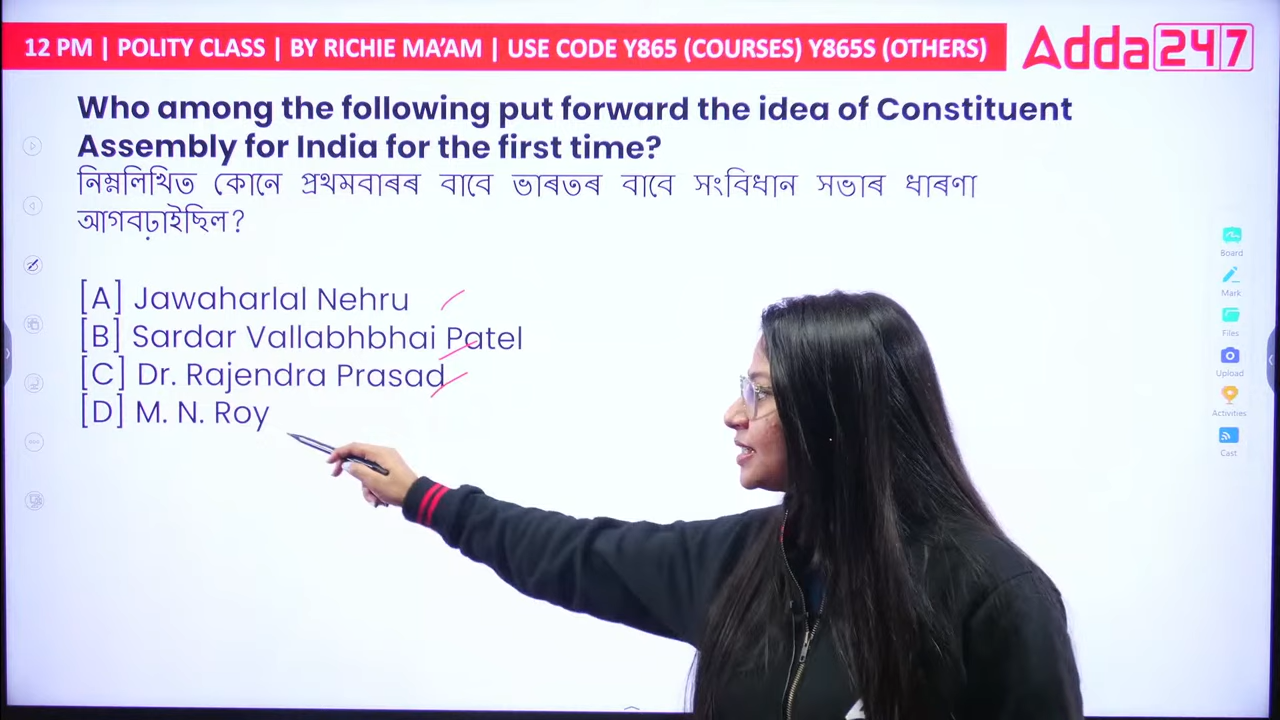 12 PM | POLITY CLASS | BY RICHIE MA'AM | USE CODE Y865 (COURSES) Y865S (OTHERS)
Adda247
Who among the following put forward the idea of Constituent
Assembly for India for the first time?
নিম্নলিখিত কোনে প্ৰথমবাৰৰ বাবে ভাৰতৰ বাবে সংবিধান সভাৰ ধাৰণা
আগবঢ়াইছিল?
[A] Jawaharlal Nehru
[B] Sardar Vallabhbhai Patel
[C] Dr. Rajendra Prasad
[D] M. N. Roy
Board
Mark
Files
Upload
Activities
Cast